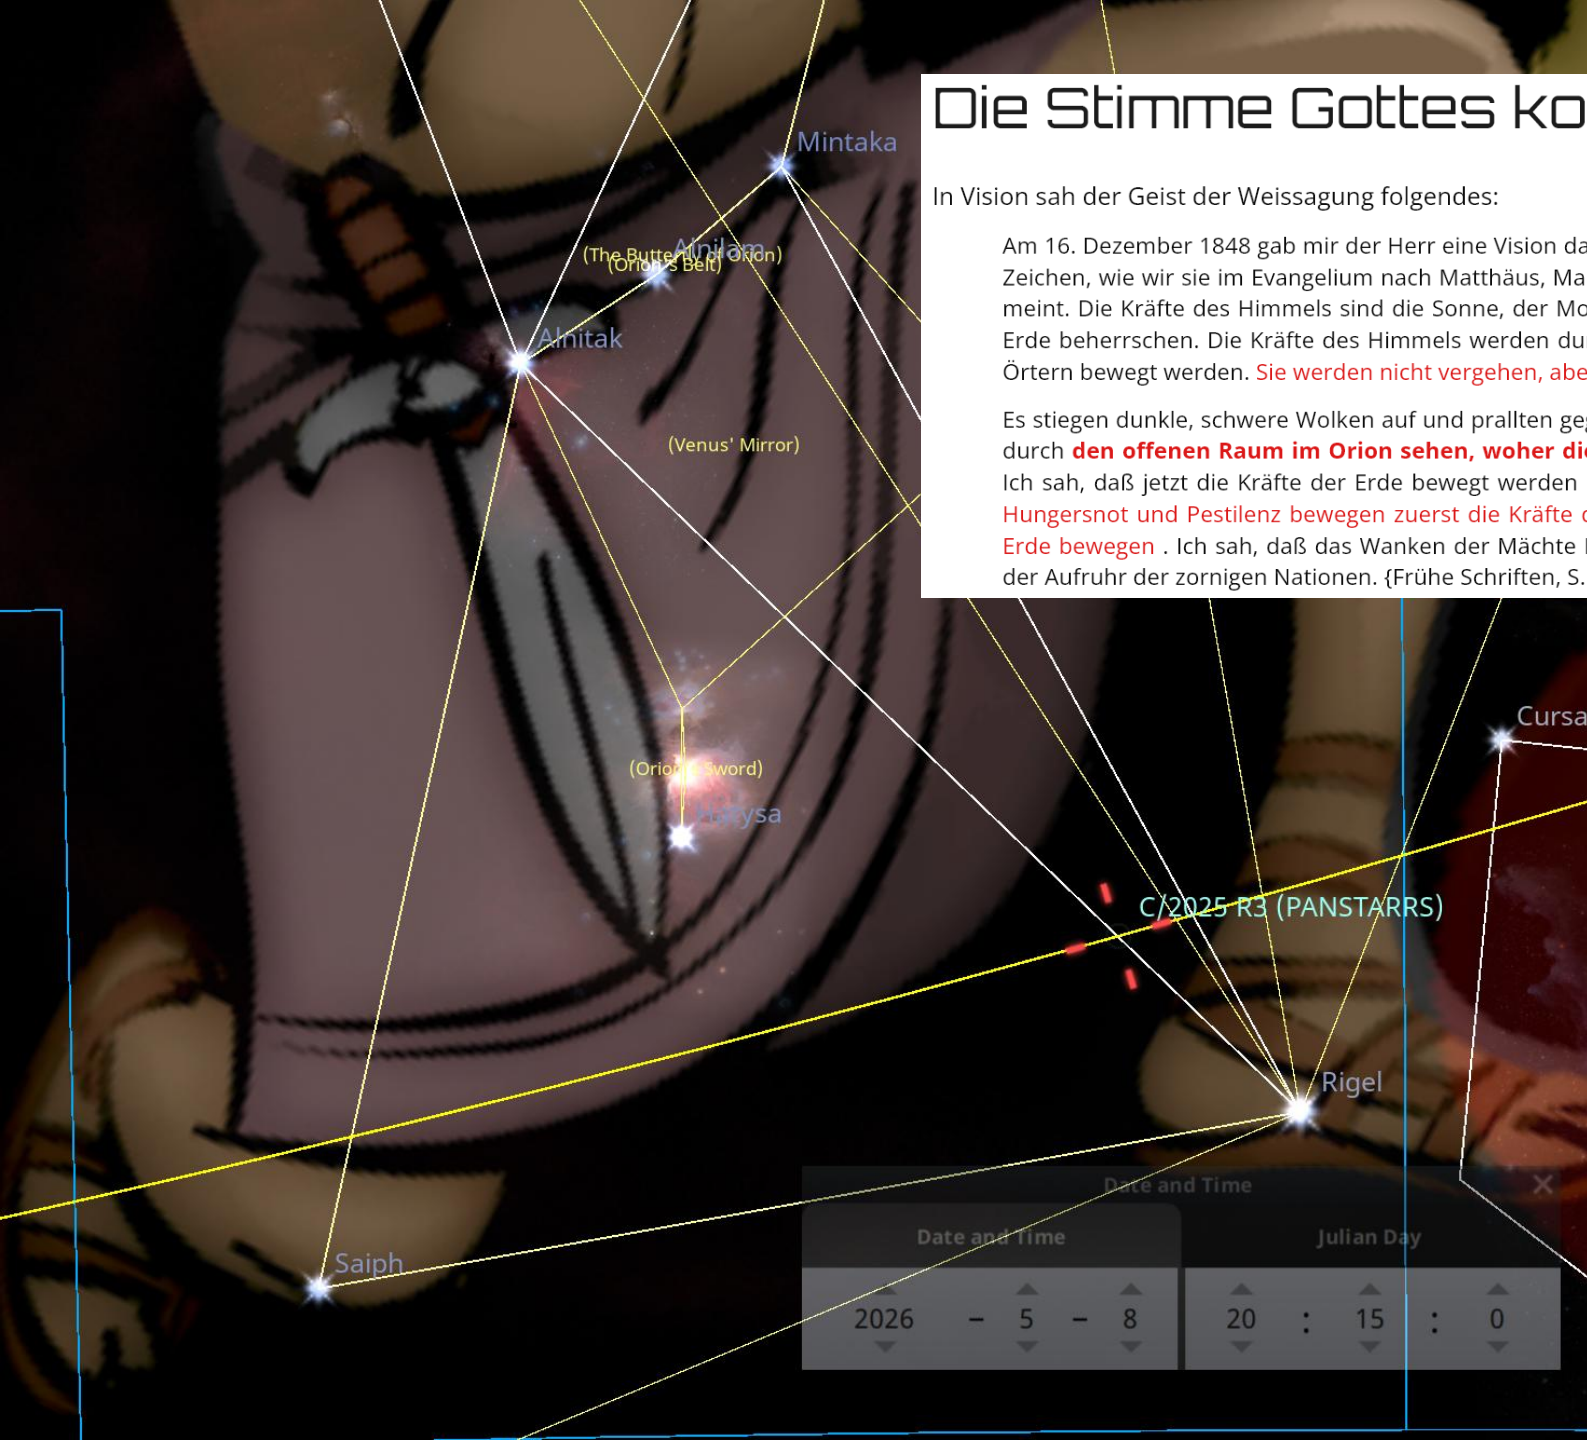 Die Stimme Gottes ko
In Vision sah der Geist der Weissagung folgendes:
Am 16. Dezember 1848 gab mir der Herr eine Vision da
Zeichen, wie wir sie im Evangelium nach Matthäus, Ma
meint. Die Kräfte des Himmels sind die Sonne, der Mo
Erde beherrschen. Die Kräfte des Himmels werden du
Örtern bewegt werden. Sie werden nicht vergehen, abe
Es stiegen dunkle, schwere Wolken auf und prallten ge
durch den offenen Raum im Orion sehen, woher die
Ich sah, daß jetzt die Kräfte der Erde bewegt werden
Hungersnot und Pestilenz bewegen zuerst die Kräfte
Erde bewegen . Ich sah, daß das Wanken der Mächte
der Aufruhr der zornigen Nationen. {Frühe Schriften, S.
Mintaka
Alnilam
(The Butterfly of Orion)
(Orion's Belt)
Alnitak
(Venus' Mirror)
(Orion's Sword)
Hatysa
Cursa
C/2025 R3 (PANSTARRS)
Rigel
Saiph
Date and Time
Date and Time
Julian Day
2026 – 5 – 8 20 : 15 : 0